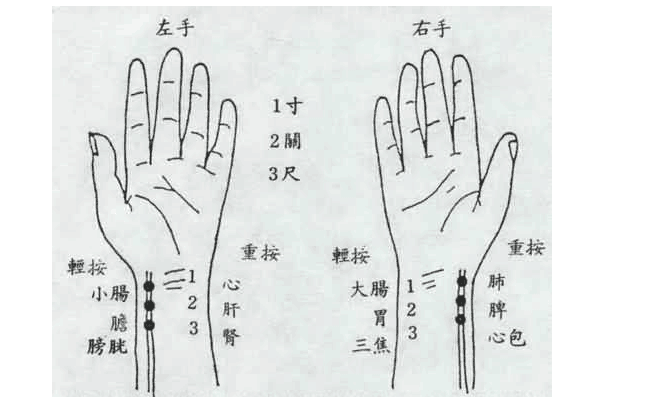 左手
右手
1寸
2關
3尺
輕按
重按
小腸 1 心
膽 2 肝
膀胱 3 腎
輕按
重按
大腸 1 肺
胃 2 脾
三焦 3 心包